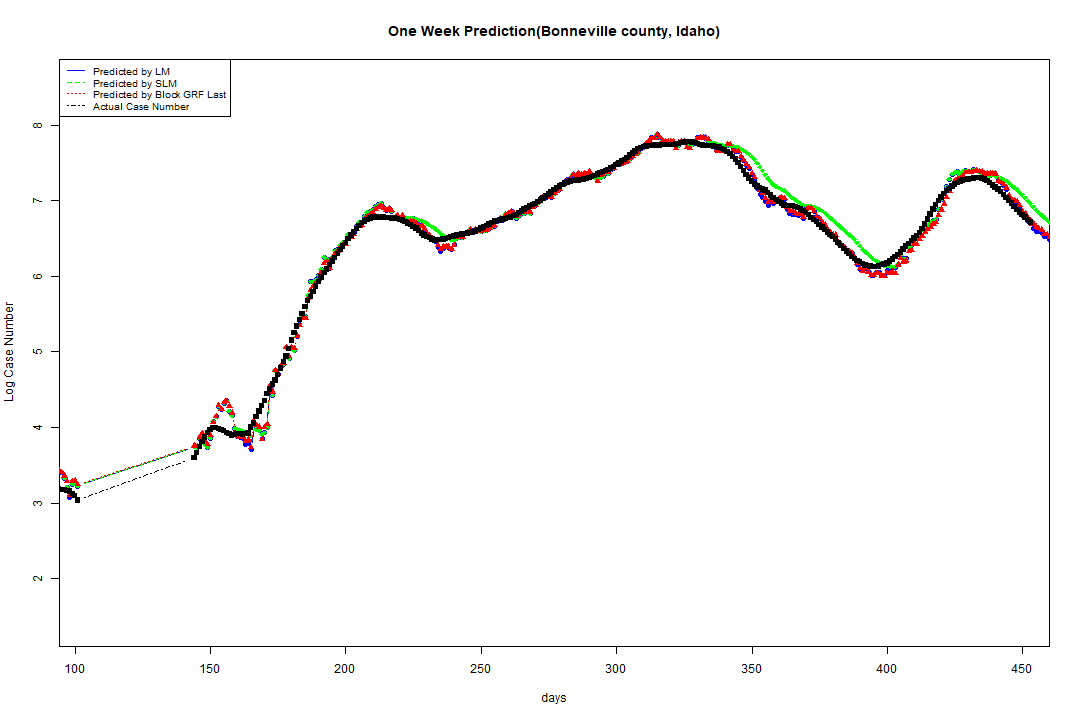 One Week Prediction(Bonneville county, Idaho)
Predicted by LM
Predicted by SLM
Predicted by Block GRF Last
Actual Case Number
8
7
6
5
4
3
2
Log Case Number
100 150 200 250 300 350 400 450
days